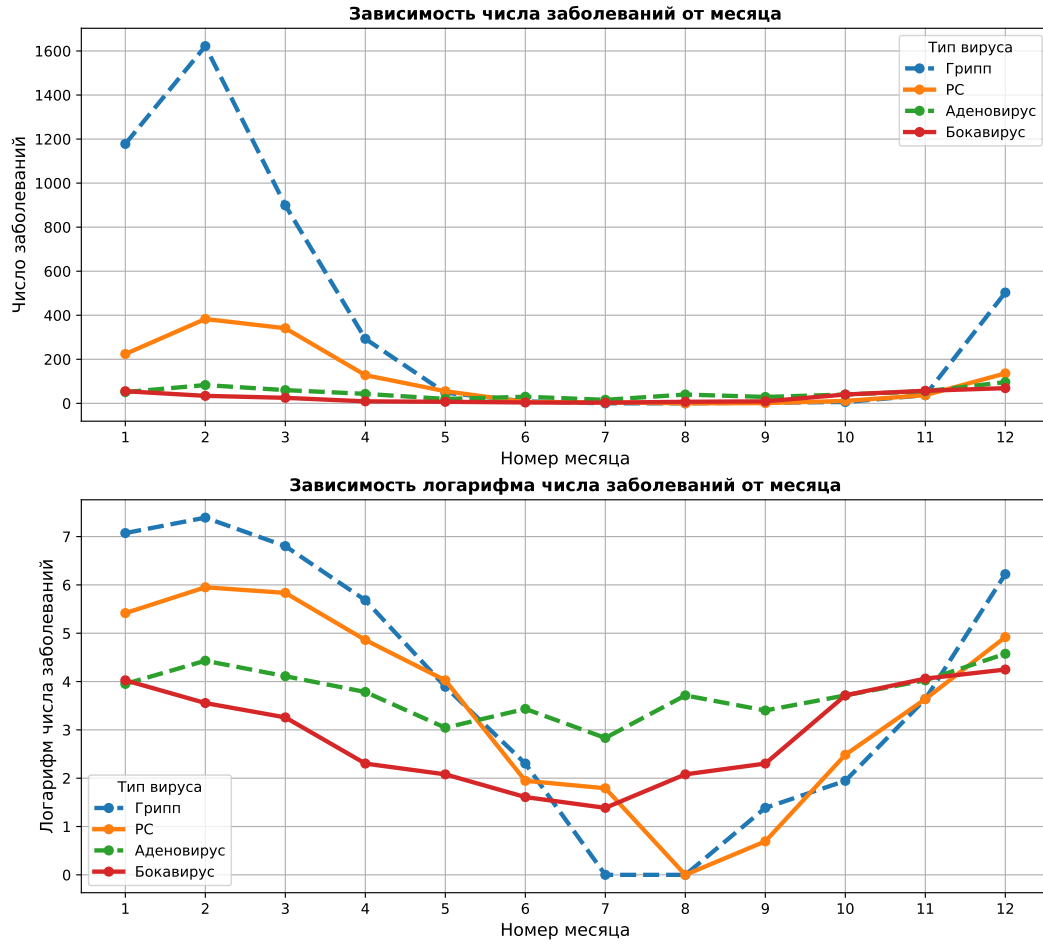 Зависимость числа заболеваний от месяца
Число заболеваний
1600
1400
1200
1000
800
600
400
200
0
Тип вируса
Грипп
РС
Аденовирус
Бокавирус
1 2 3 4 5 6 7 8 9 10 11 12
Номер месяца
Зависимость логарифма числа заболеваний от месяца
Логарифм числа заболеваний
7
6
5
4
3
2
1
0
Тип вируса
Грипп
РС
Аденовирус
Бокавирус
1 2 3 4 5 6 7 8 9 10 11 12
Номер месяца